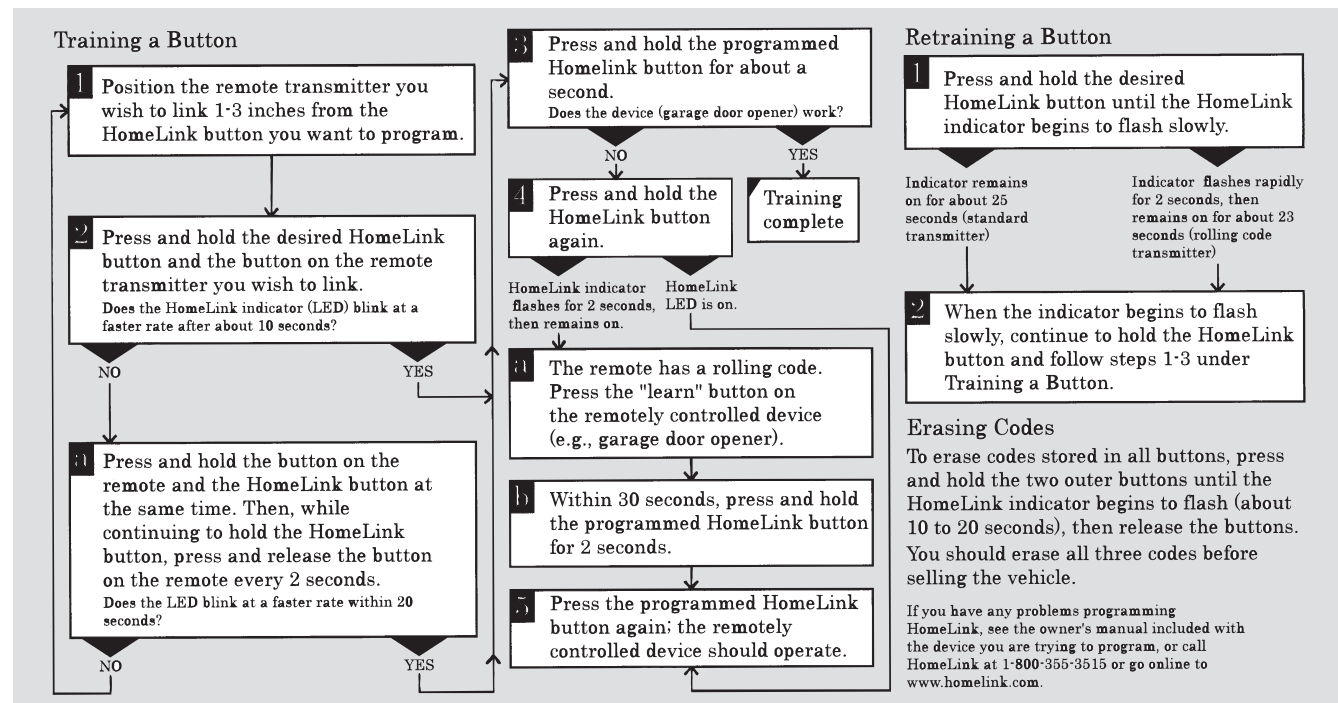 Training a Button
1
Position the remote transmitter you
wish to link 1-3 inches from the
HomeLink button you want to program.
2
Press and hold the desired HomeLink
button and the button on the remote
transmitter you wish to link.
Does the HomeLink indicator (LED) blink at a
faster rate after about 10 seconds?
NO
YES
a
Press and hold the button on the
remote and the HomeLink button at
the same time. Then, while
continuing to hold the HomeLink
button, press and release the button
on the remote every 2 seconds.
Does the LED blink at a faster rate within 20
seconds?
NO
YES
3
Press and hold the programmed
Homelink button for about a
second.
Does the device (garage door opener) work?
NO
YES
4
Press and hold the
HomeLink button
again.
Training
complete
HomeLink indicator
flashes for 2 seconds,
then remains on.
HomeLink
LED is on.
a
The remote has a rolling code.
Press the "learn" button on
the remotely controlled device
(e.g., garage door opener).
b
Within 30 seconds, press and hold
the programmed HomeLink button
for 2 seconds.
5
Press the programmed HomeLink
button again; the remotely
controlled device should operate.
Retraining a Button
1
Press and hold the desired
HomeLink button until the HomeLink
indicator begins to flash slowly.
Indicator remains
on for about 25
seconds (standard
transmitter)
Indicator flashes rapidly
for 2 seconds, then
remains on for about 23
seconds (rolling code
transmitter)
2
When the indicator begins to flash
slowly, continue to hold the HomeLink
button and follow steps 1-3 under
Training a Button.
Erasing Codes
To erase codes stored in all buttons, press
and hold the two outer buttons until the
HomeLink indicator begins to flash (about
10 to 20 seconds), then release the buttons.
You should erase all three codes before
selling the vehicle.
If you have any problems programming
HomeLink, see the owner's manual included with
the device you are trying to program, or call
HomeLink at 1-800-355-3515 or go online to
www.homelink.com.